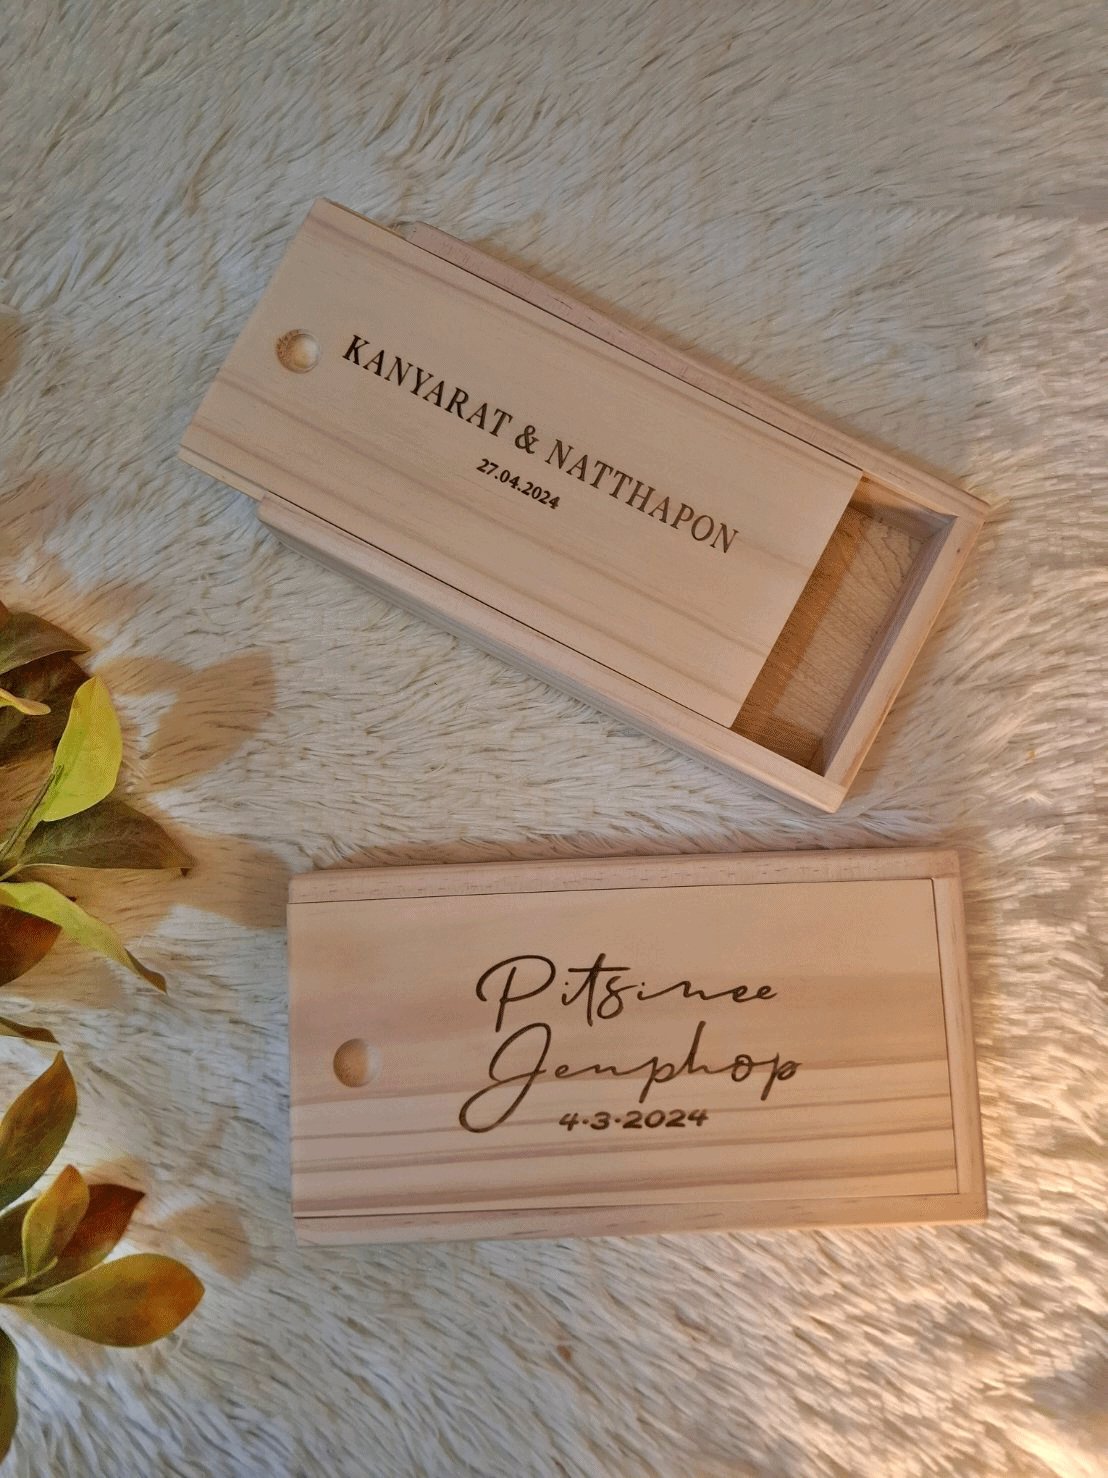 KANYARAT & NATTHAPON
27.04.2024
Pitsinee
Jenphop
4·3·2024